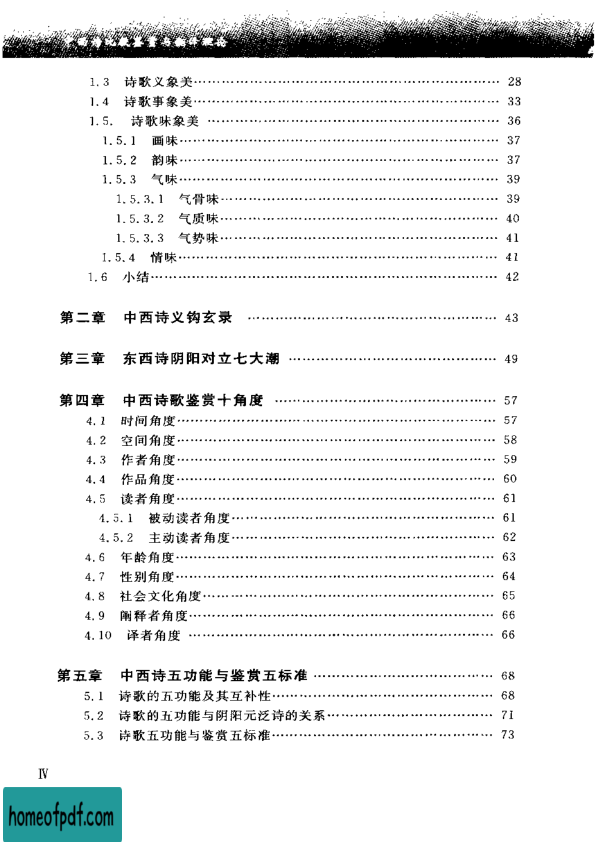 1.3 诗歌义象美 28
1.4 诗歌事象美 33
1.5. 诗歌味象美 36
1.5.1 画味 37
1.5.2 韵味 37
1.5.3 气味 39
1.5.3.1 气骨味 39
1.5.3.2 气质味 40
1.5.3.3 气势味 41
1.5.4 情味 41
1.6 小结 42
第二章 中西诗义钩玄录 43
第三章 东西诗阴阳对立七大潮 49
第四章 中西诗歌鉴赏十角度 57
4.1 时间角度 57
4.2 空间角度 58
4.3 作者角度 59
4.4 作品角度 60
4.5 读者角度 61
4.5.1 被动读者角度 61
4.5.2 主动读者角度 62
4.6 年龄角度 63
4.7 性别角度 64
4.8 社会文化角度 65
4.9 阐释者角度 66
4.10 译者角度 66
第五章 中西诗五功能与鉴赏五标准 68
5.1 诗歌的五功能及其互补性 68
5.2 诗歌的五功能与阴阳元泛诗的关系 71
5.3 诗歌五功能与鉴赏五标准 73
Ⅳ
homeofpdf.com